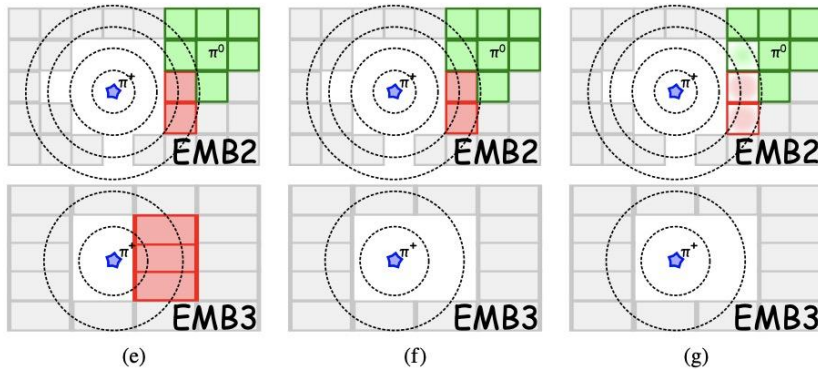 π⁰ π⁰ π⁰
π⁺ π⁺ π⁺
EMB2 EMB2 EMB2
π⁺ π⁺ π⁺
EMB3 EMB3 EMB3
(e) (f) (g)